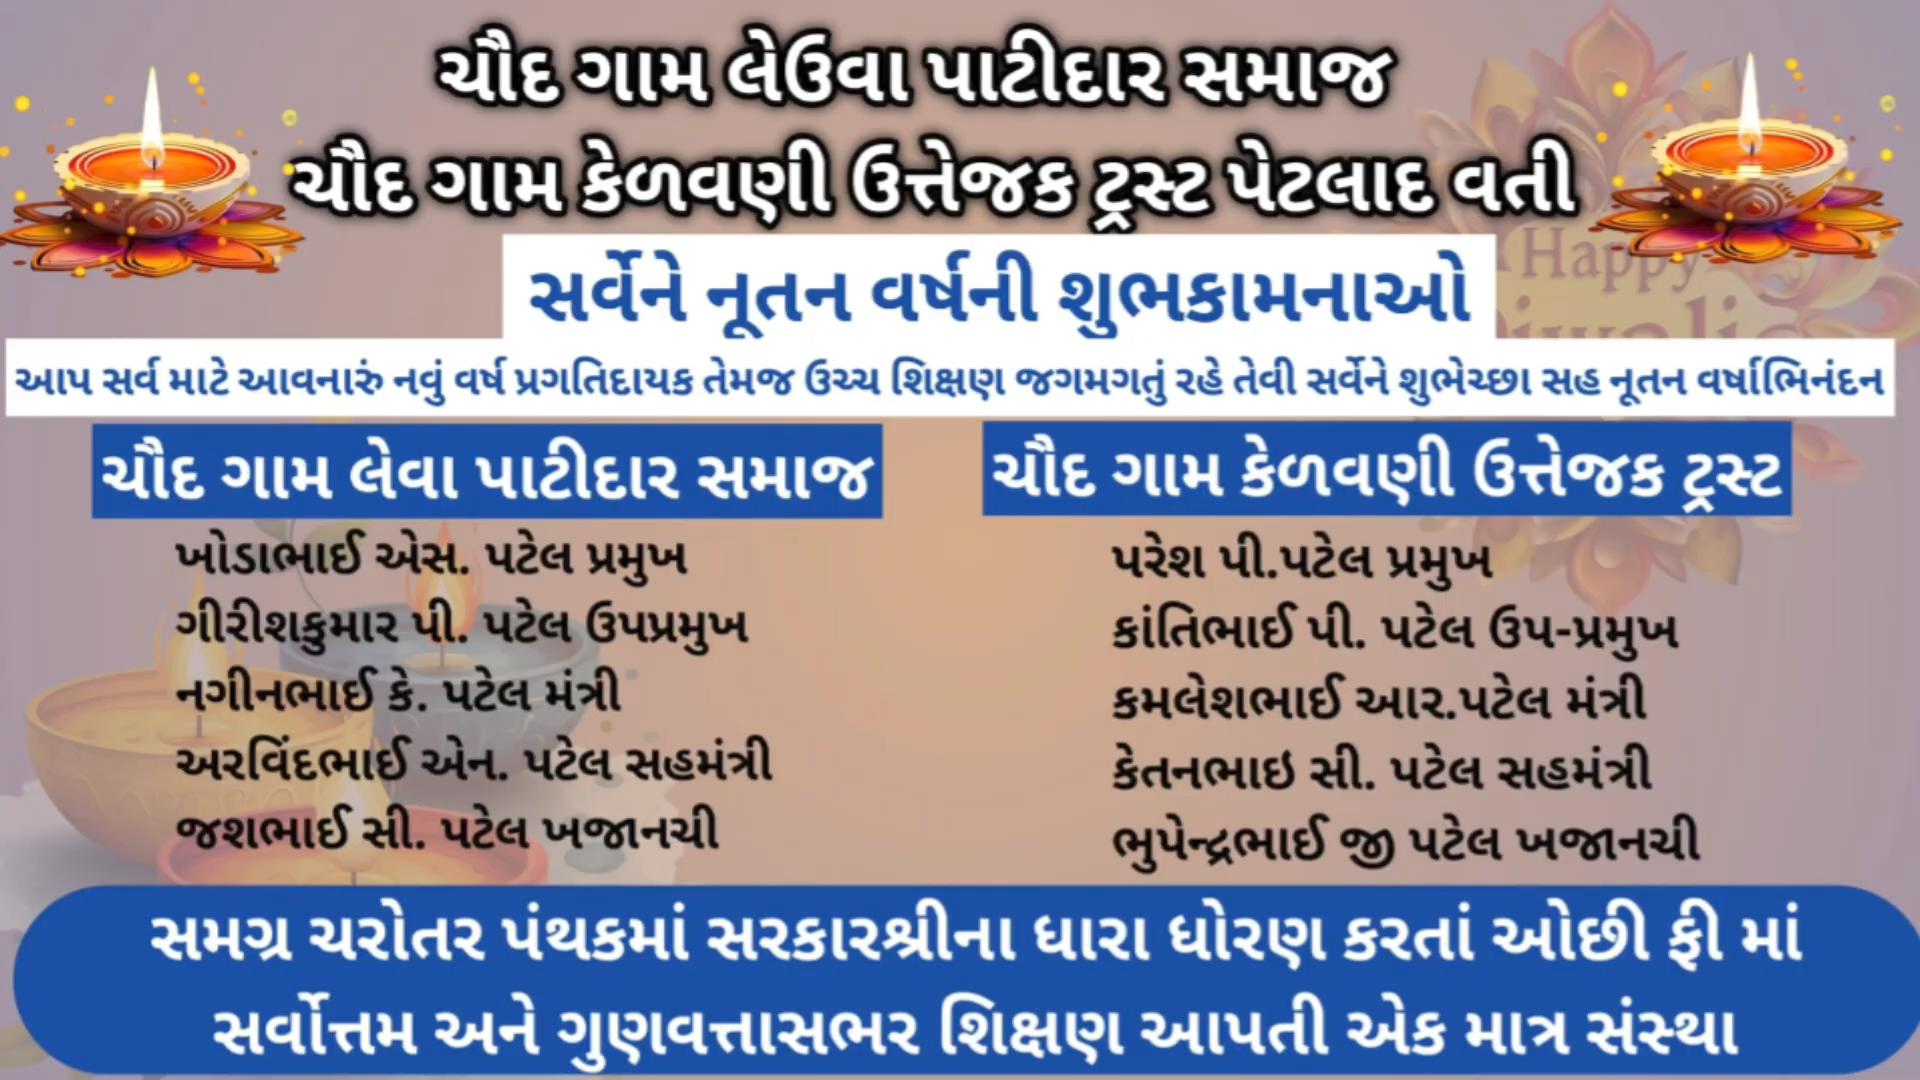 ચૌદ ગામ લેઉવા પાટીદાર સમાજ
ચૌદ ગામ કેળવણી ઉત્તેજક ટ્રસ્ટ પેટલાદ વતી
સર્વેને નૂતન વર્ષની શુભકામનાઓ
Happy
આપ સર્વ માટે આવનારું નવું વર્ષ પ્રગતિદાયક તેમજ ઉચ્ચ શિક્ષણ જગમગતું રહે તેવી સર્વેને શુભેચ્છા સહ નૂતન વર્ષાભિનંદન
ચૌદ ગામ લેવા પાટીદાર સમાજ
ખોડાભાઈ એસ. પટેલ પ્રમુખ
ગીરીશકુમાર પી. પટેલ ઉપપ્રમુખ
નગીનભાઈ કે. પટેલ મંત્રી
અરવિંદભાઈ એન. પટેલ સહમંત્રી
જશભાઈ સી. પટેલ ખજાનચી
ચૌદ ગામ કેળવણી ઉત્તેજક ટ્રસ્ટ
પરેશ પી.પટેલ પ્રમુખ
કાંતિભાઈ પી. પટેલ ઉપ-પ્રમુખ
કમલેશભાઈ આર.પટેલ મંત્રી
કેતનભાઇ સી. પટેલ સહમંત્રી
ભુપેન્દ્રભાઈ જી પટેલ ખજાનચી
સમગ્ર ચરોતર પંથકમાં સરકારશ્રીના ધારા ધોરણ કરતાં ઓછી ફી માં
સર્વોત્તમ અને ગુણવત્તાસભર શિક્ષણ આપતી એક માત્ર સંસ્થા